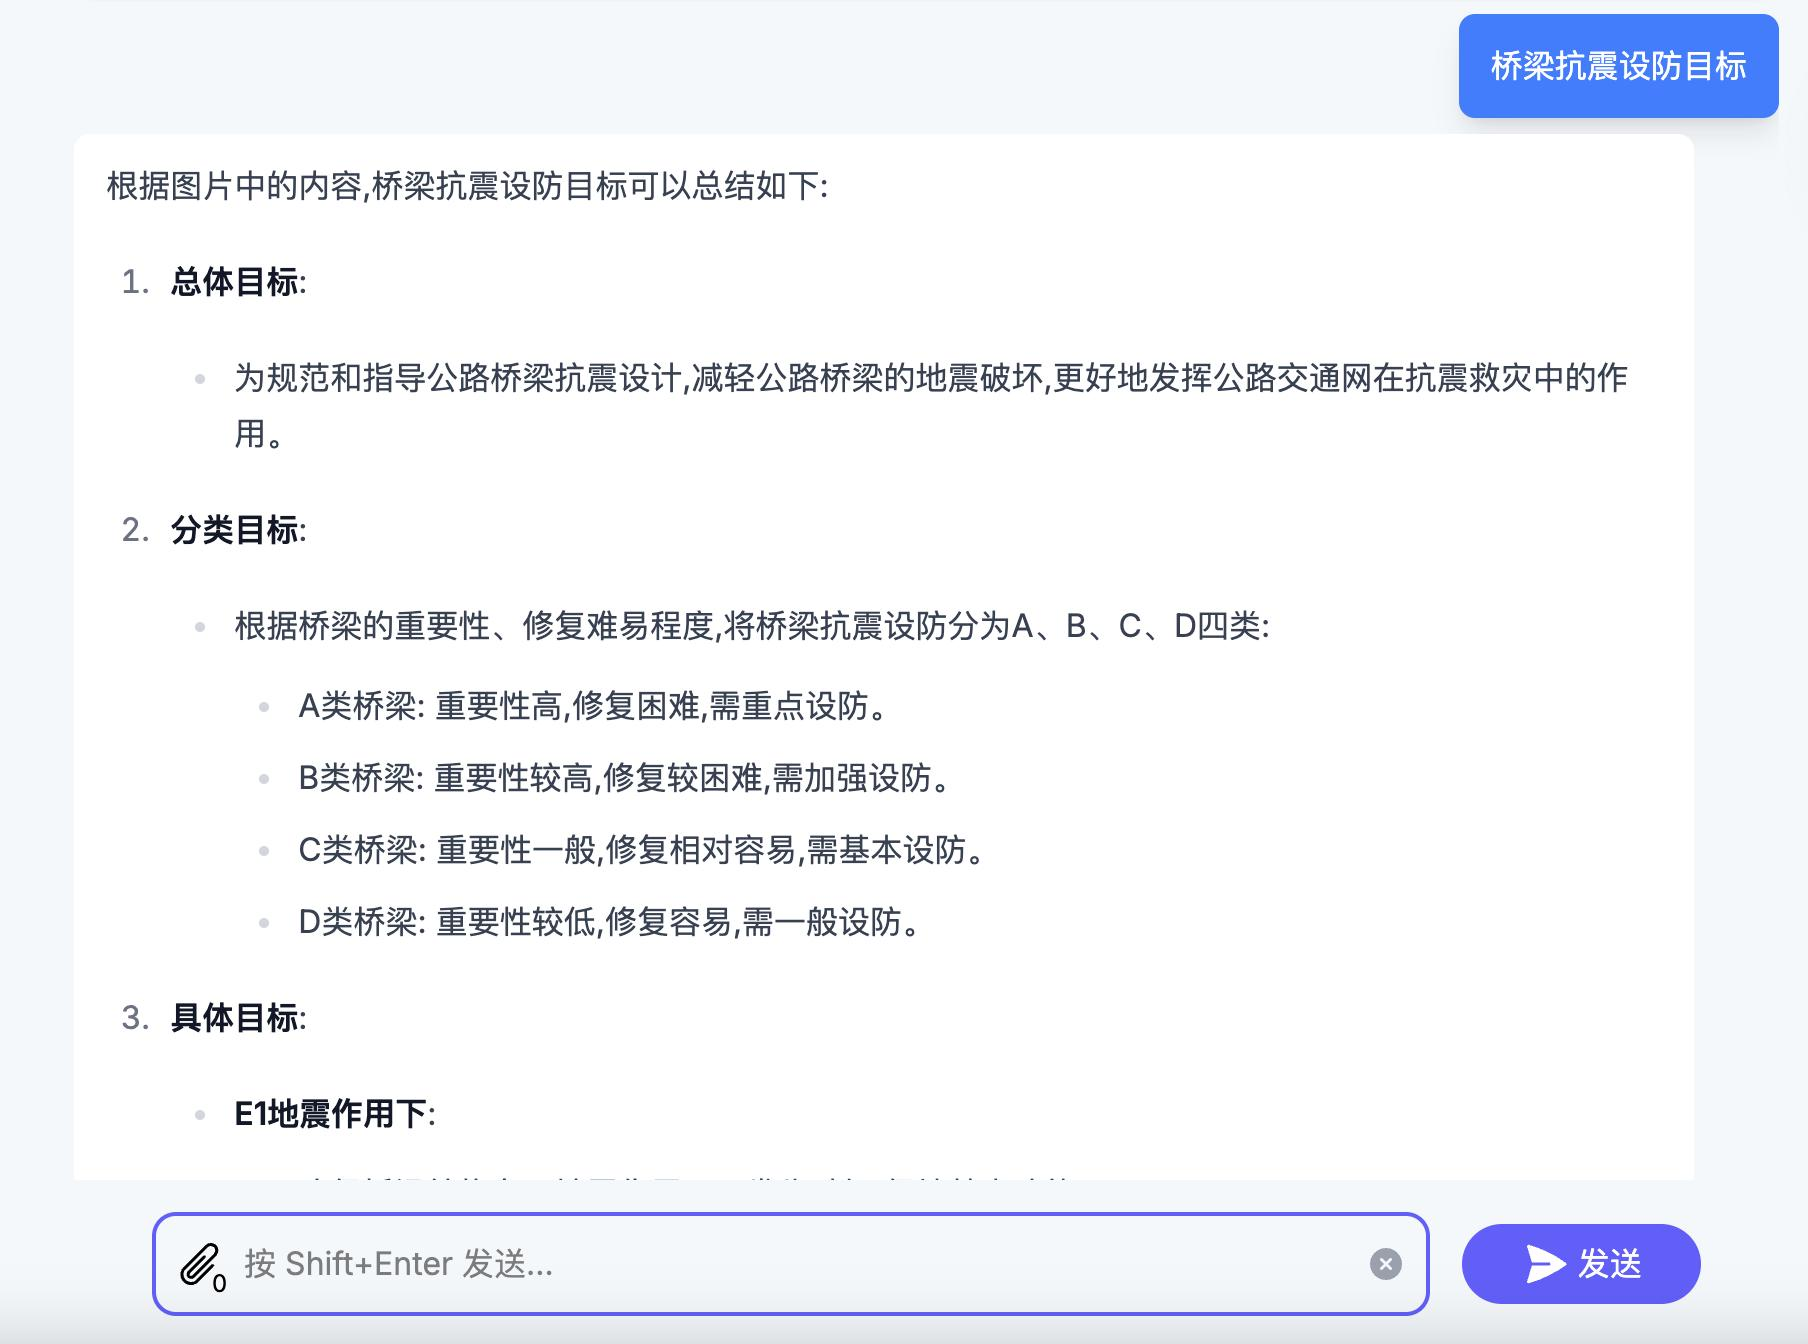 桥梁抗震设防目标
根据图片中的内容,桥梁抗震设防目标可以总结如下:
1. 总体目标:
为规范和指导公路桥梁抗震设计,减轻公路桥梁的地震破坏,更好地发挥公路交通网在抗震救灾中的作
用。
2. 分类目标:
根据桥梁的重要性、修复难易程度,将桥梁抗震设防分为A、B、C、D四类:
A类桥梁: 重要性高,修复困难,需重点设防。
B类桥梁: 重要性较高,修复较困难,需加强设防。
C类桥梁: 重要性一般,修复相对容易,需基本设防。
D类桥梁: 重要性较低,修复容易,需一般设防。
3. 具体目标:
E1地震作用下:
0 按 Shift+Enter 发送...
发送